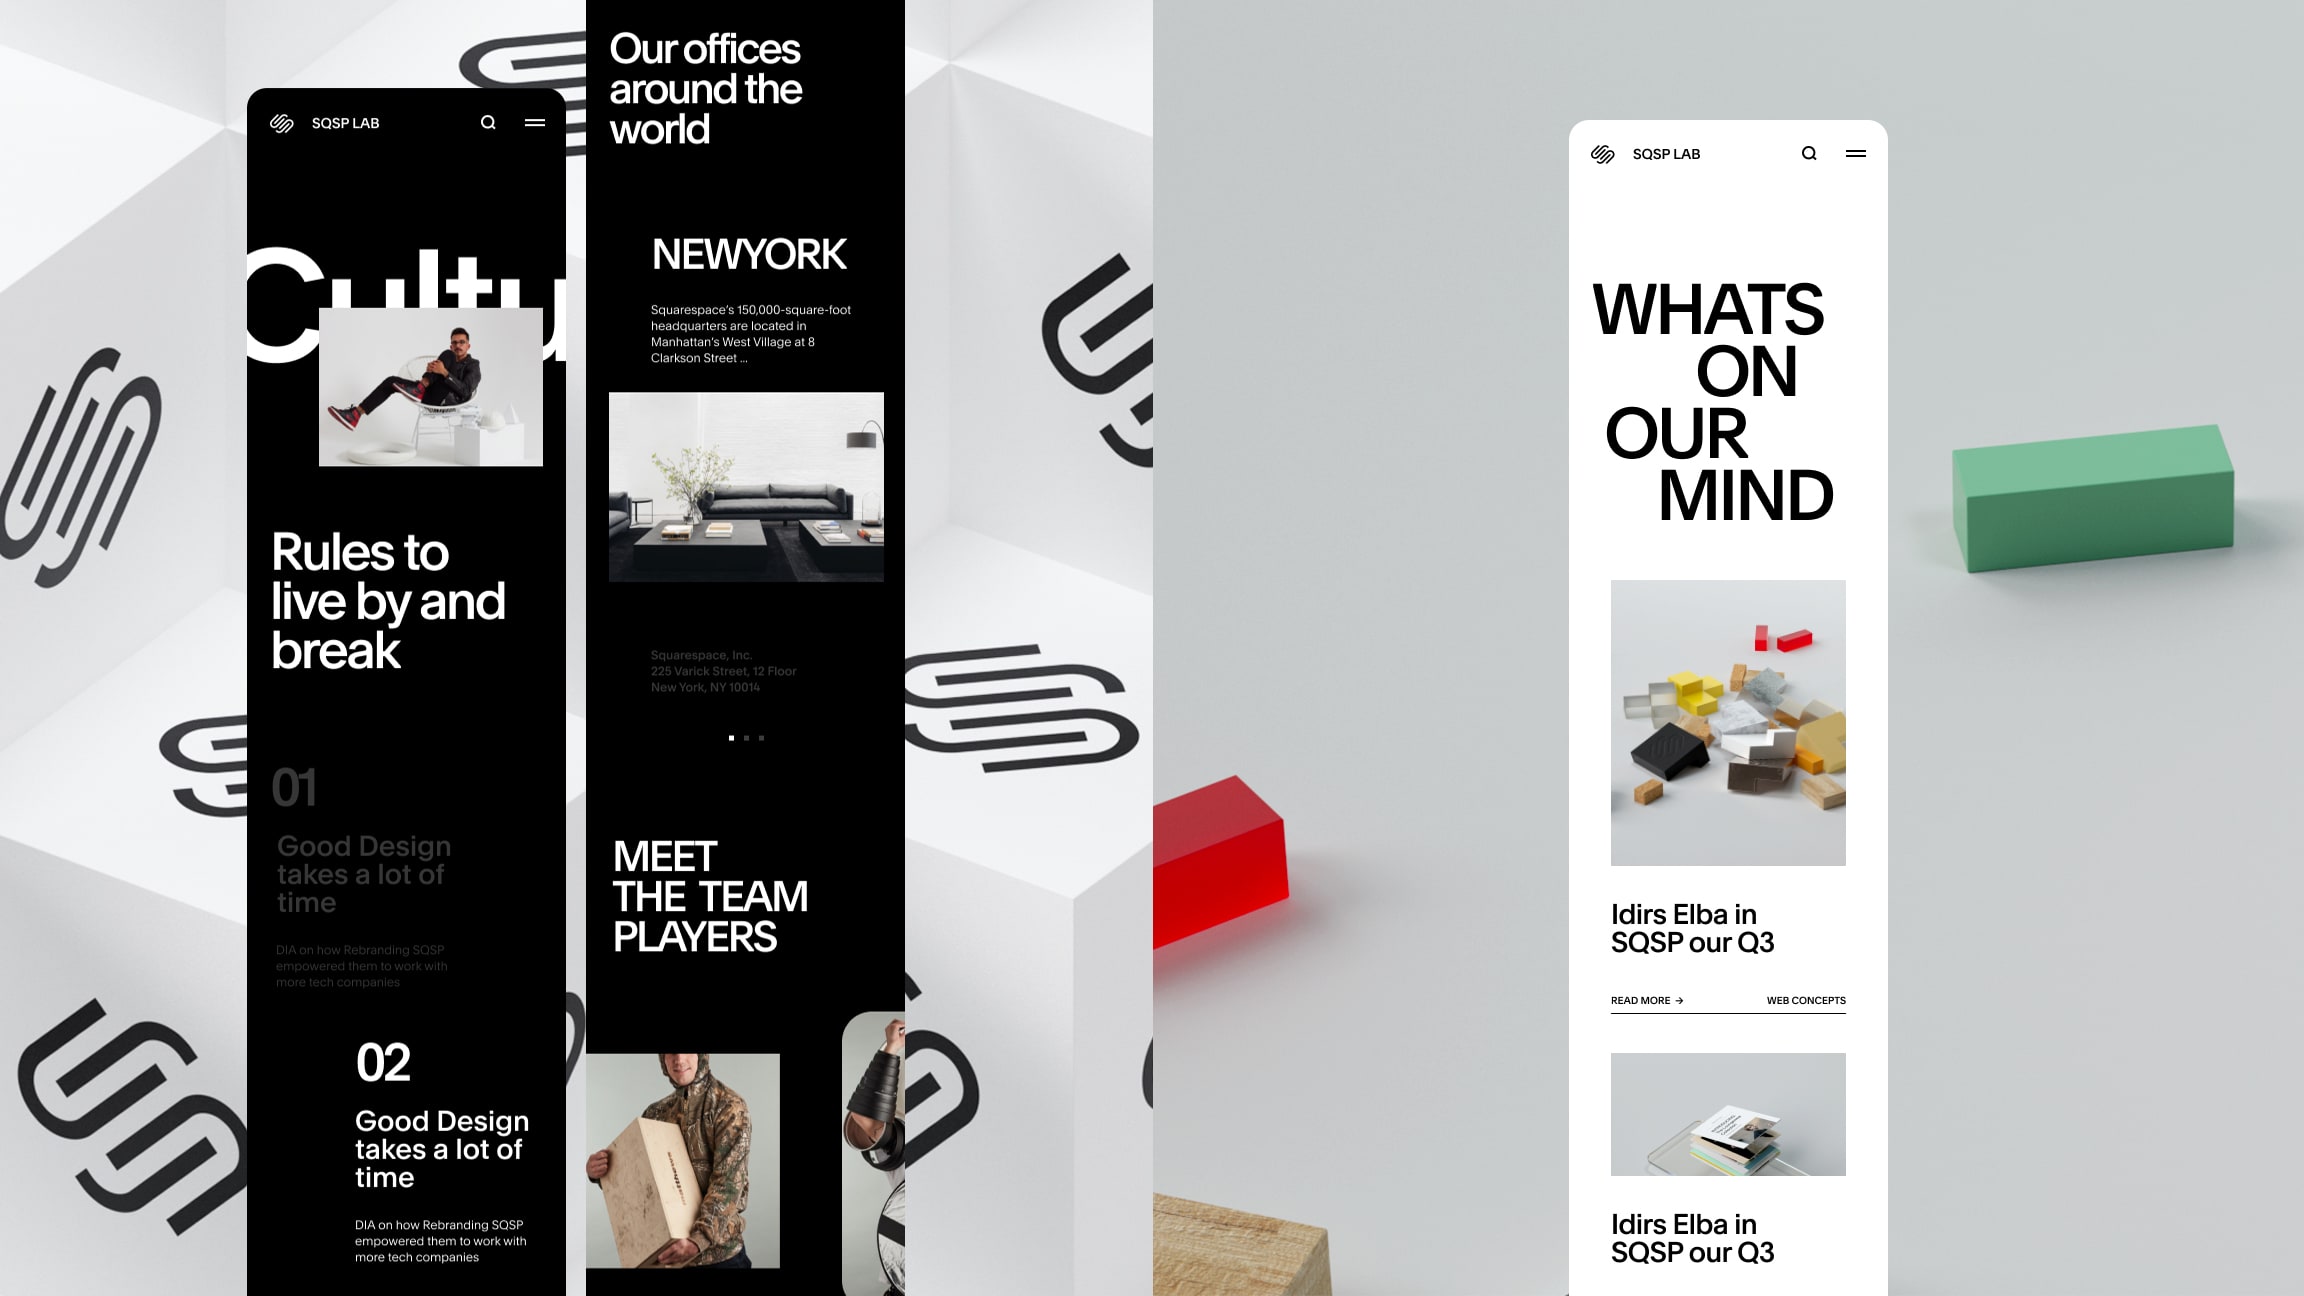 SQSP LAB
Cultu
Rules to
live by and
break
01
Good Design
takes a lot of
time
DIA on how Rebranding SQSP
empowered them to work with
more tech companies
02
Good Design
takes a lot of
time
DIA on how Rebranding SQSP
empowered them to work with
more tech companies
Our offices
around the
world
NEWYORK
Squarespace's 150,000-square-foot
headquarters are located in
Manhattan's West Village at 8
Clarkson Street ...
Squarespace, Inc.
225 Varick Street, 12 Floor
New York, NY 10014
MEET
THE TEAM
PLAYERS
SQSP LAB
WHATS
ON
OUR
MIND
Idirs Elba in
SQSP our Q3
READ MORE →
WEB CONCEPTS
Idirs Elba in
SQSP our Q3